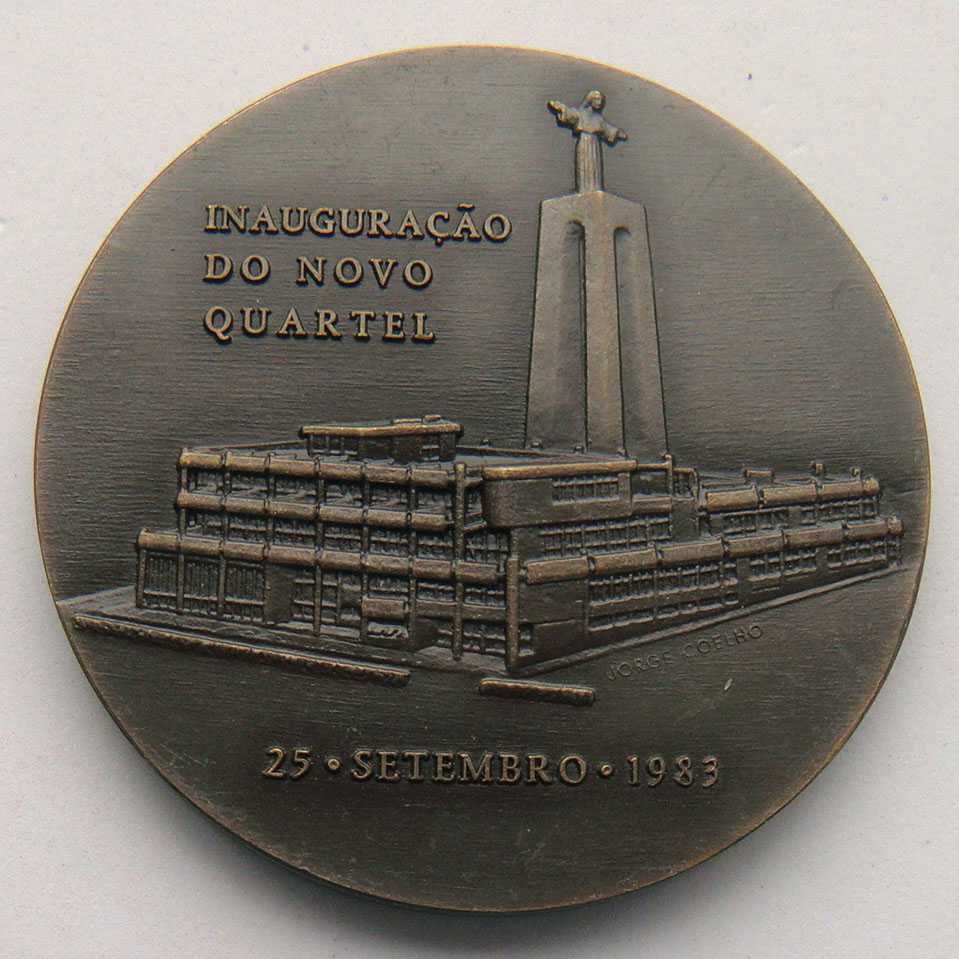 INAUGURAÇÃO
DO NOVO
QUARTEL
JORGE COELHO
25 • SETEMBRO • 1983